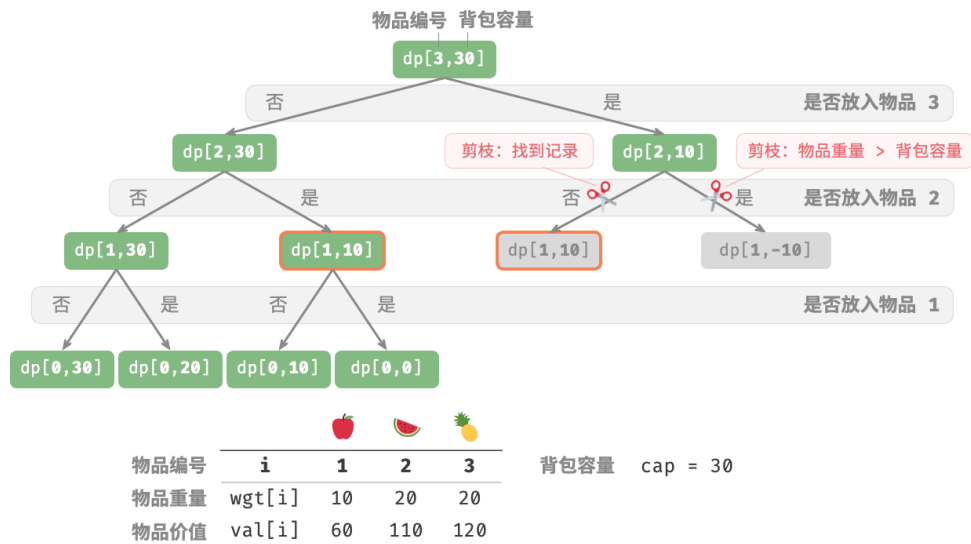 物品编号 背包容量
dp[3,30]
否 是 是否放入物品 3
dp[2,30] 剪枝：找到记录 dp[2,10] 剪枝：物品重量 > 背包容量
否 是 否 是 是否放入物品 2
dp[1,30] dp[1,10] dp[1,10] dp[1,-10]
否 是 否 是 是否放入物品 1
dp[0,30] dp[0,20] dp[0,10] dp[0,0]
物品编号 i 1 2 3 背包容量 cap = 30
物品重量 wgt[i] 10 20 20
物品价值 val[i] 60 110 120